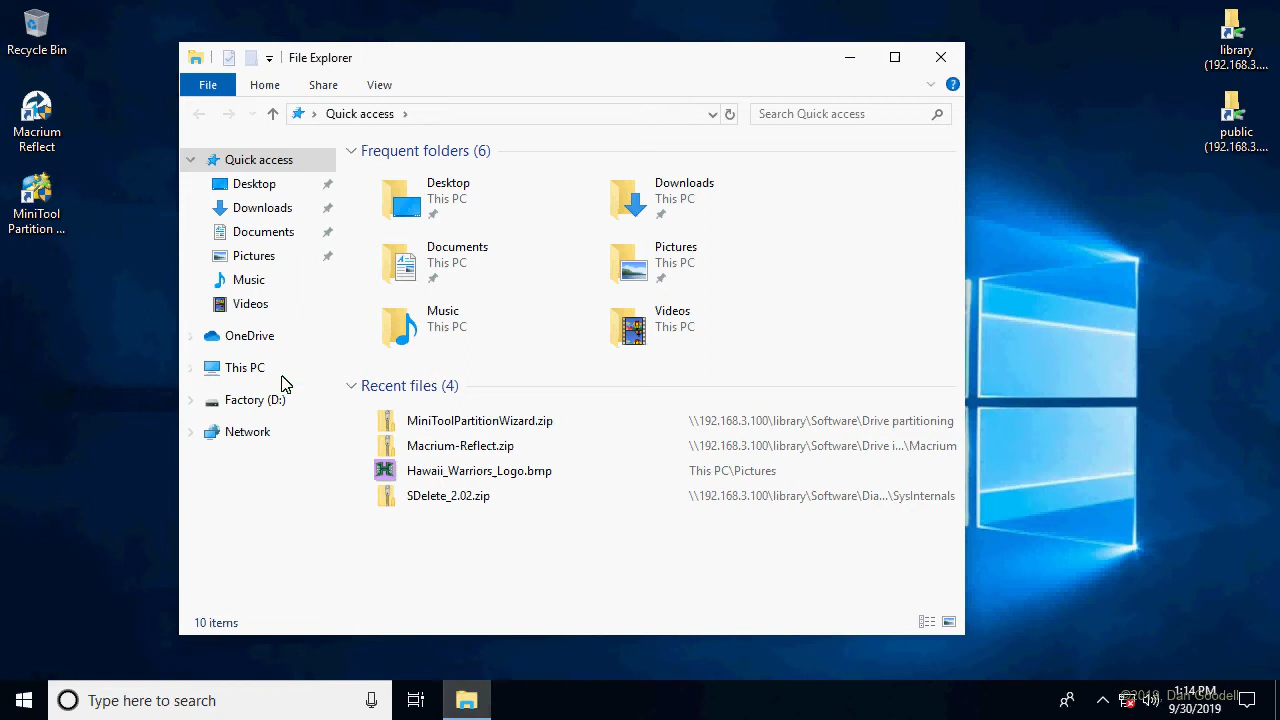 Recycle Bin
Macrium
Reflect
MiniTool
Partition ...
library
(192.168.3....
public
(192.168.3....
File Explorer
File Home Share View
Quick access
Search Quick access
Quick access
Desktop
Downloads
Documents
Pictures
Music
Videos
OneDrive
This PC
Factory (D:)
Network
Frequent folders (6)
Desktop
This PC
Downloads
This PC
Documents
This PC
Pictures
This PC
Music
This PC
Videos
This PC
Recent files (4)
MiniToolPartitionWizard.zip \\192.168.3.100\library\Software\Drive partitioning
Macrium-Reflect.zip \\192.168.3.100\library\Software\Drive i...\Macrium
Hawaii_Warriors_Logo.bmp This PC\Pictures
SDelete_2.02.zip \\192.168.3.100\library\Software\Dia...\SysInternals
10 items
Type here to search
©2019, Dan Goodell
1:14 PM
9/30/2019